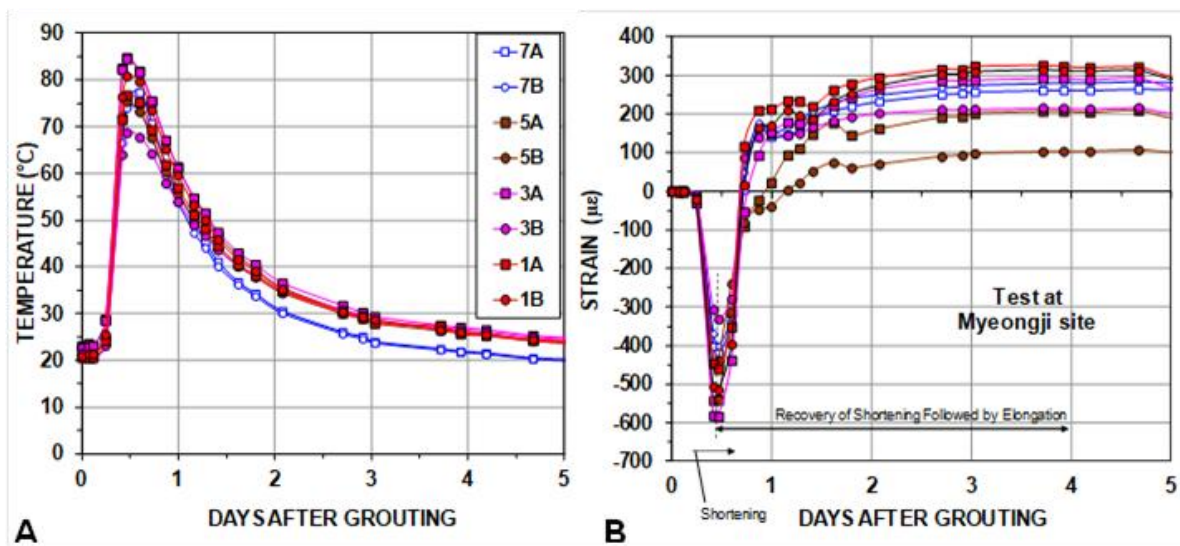 90
80
70
60
50
40
30
20
10
0
TEMPERATURE (°C)
7A
7B
5A
5B
3A
3B
1A
1B
0 1 2 3 4 5
DAYS AFTER GROUTING
A
400
300
200
100
0
-100
-200
-300
-400
-500
-600
-700
STRAIN (µε)
Test at
Myeongji site
Recovery of Shortening Followed by Elongation
0 1 2 3 4 5
Shortening
DAYS AFTER GROUTING
B